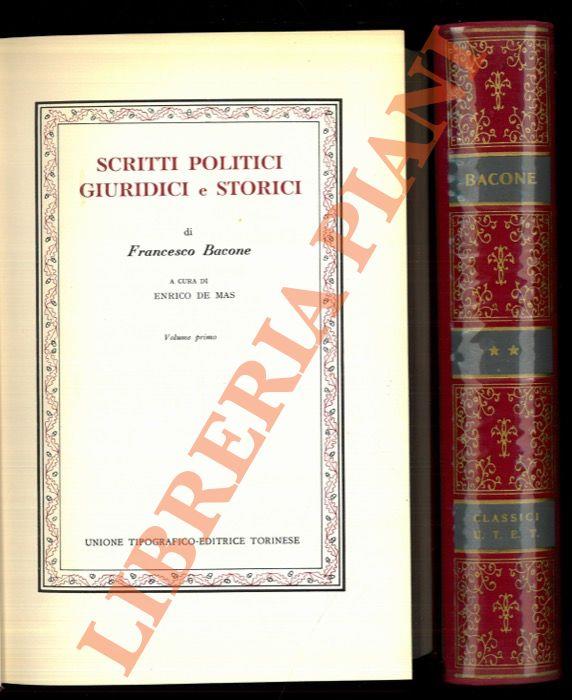 SCRITTI POLITICI
GIURIDICI e STORICI
di
Francesco Bacone
A CURA DI
ENRICO DE MAS
Volume primo
UNIONE TIPOGRAFICO-EDITRICE TORINESE
BACONE
★ ★
CLASSICI
U. T. E. T.
LIBRERIA PIANI